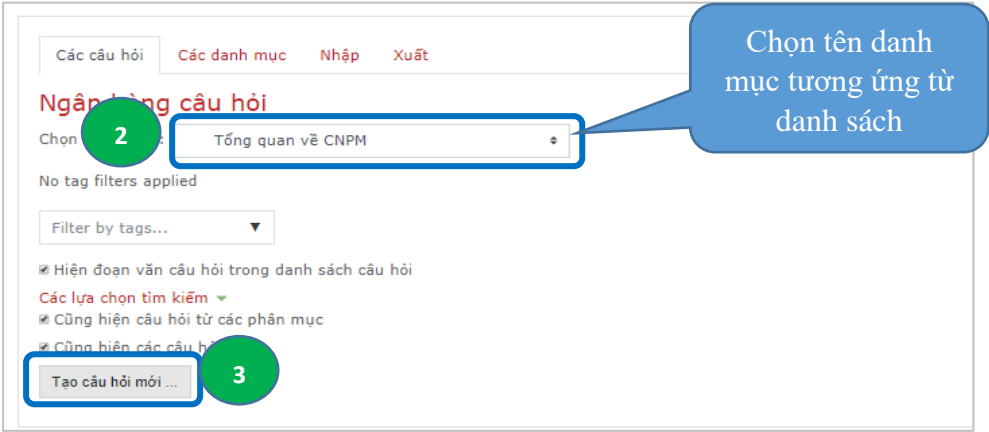 Các câu hỏi Các danh mục Nhập Xuất
Chọn tên danh
mục tương ứng từ
danh sách
câu hỏi
Chọn
2
:
Tổng quan về CNPM
No tag filters applied
Filter by tags...
Hiện đoạn văn câu hỏi trong danh sách câu hỏi
Các lựa chọn tìm kiếm
Cũng hiện câu hỏi từ các phân mục
Cũng hiện các câu
Tạo câu hỏi mới ...
3